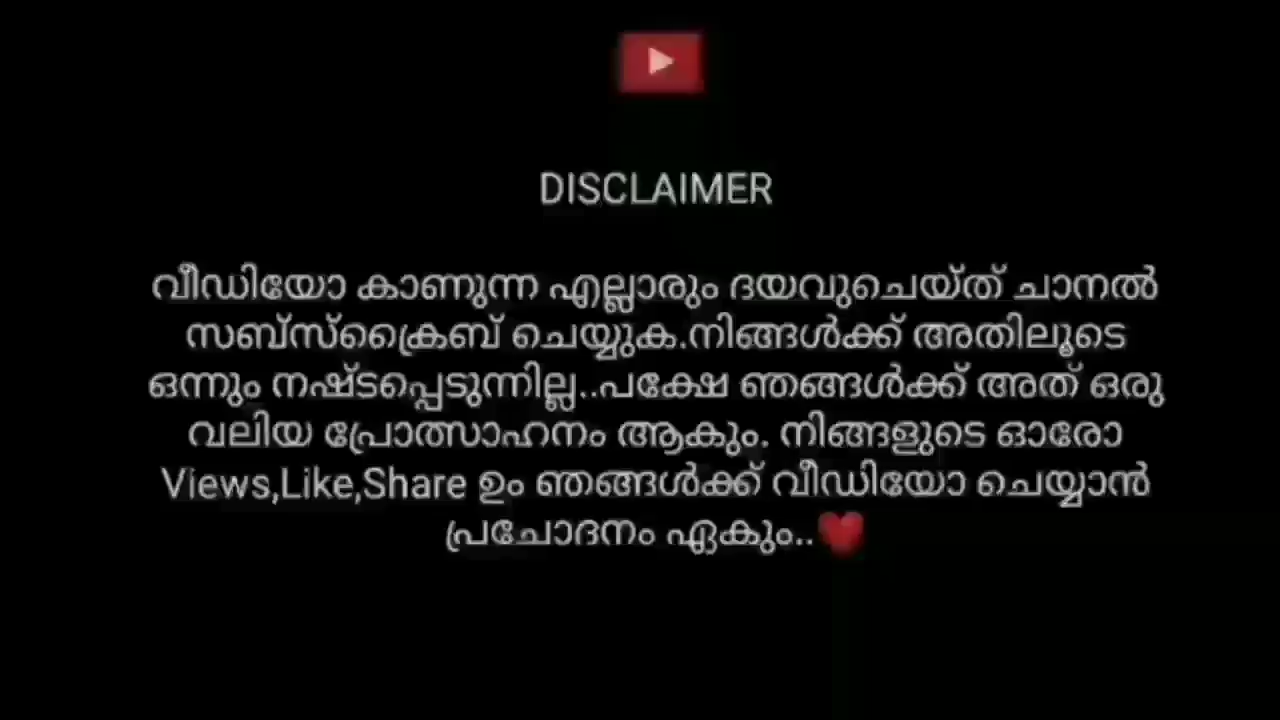 DISCLAIMER
വീഡിയോ കാണുന്ന എല്ലാരും ദയവുചെയ്ത് ചാനൽ
സബ്സ്ക്രൈബ് ചെയ്യുക.നിങ്ങൾക്ക് അതിലൂടെ
ഒന്നും നഷ്ടപ്പെടുന്നില്ല..പക്ഷേ ഞങ്ങൾക്ക് അത് ഒരു
വലിയ പ്രോത്സാഹനം ആകും. നിങ്ങളുടെ ഓരോ
Views,Like,Share ഉം ഞങ്ങൾക്ക് വീഡിയോ ചെയ്യാൻ
പ്രചോദനം ഏകും..❤